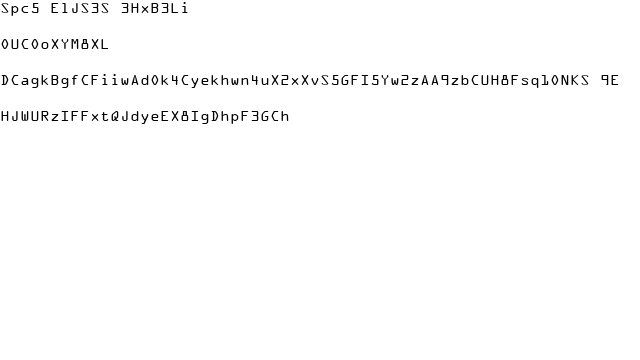 Spc5 E1JS3S 3HxB3Li
0UC0oXYM8XL
DCagkBgfCFiiwAd0k4Cyekhwn4uX2xXvS5GFI5Yw2zAA9zbCUH8Fsq10NKS 9E
HJWURzIFFxtQJdyeEX8IgDhpF3GCh